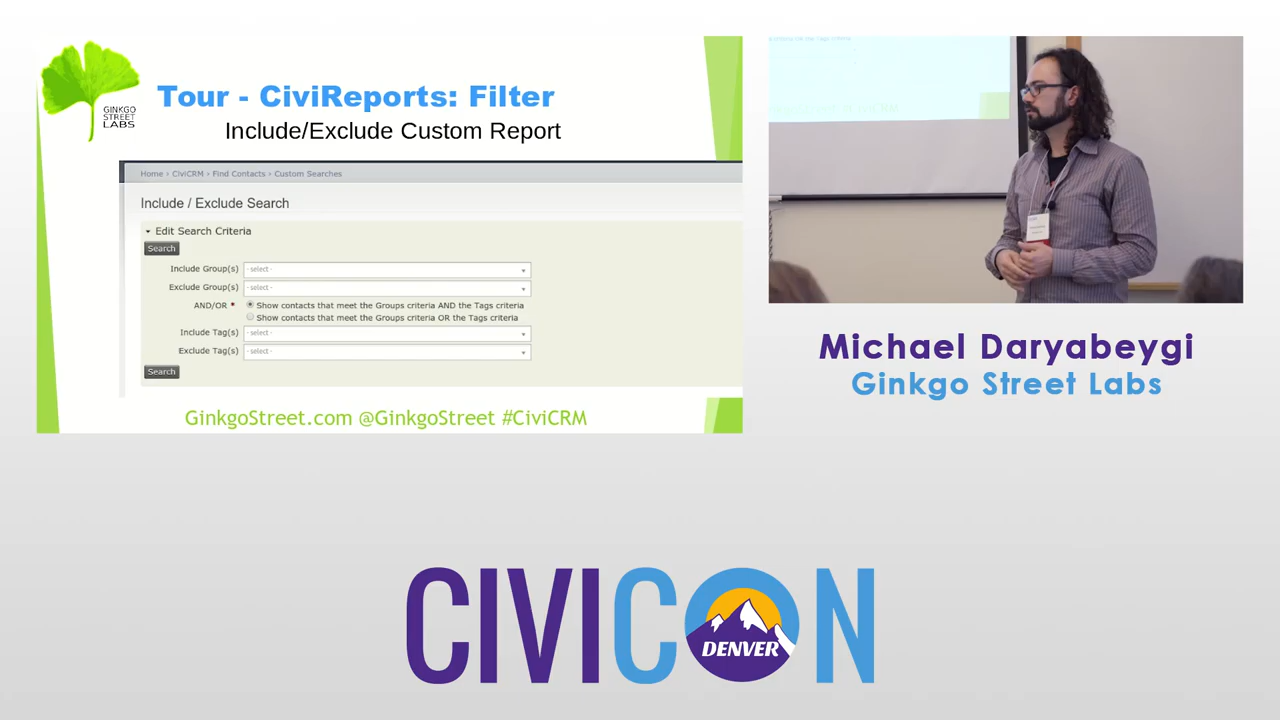 GINKGO
STREET
LABS
Tour - CiviReports: Filter
Include/Exclude Custom Report
Home › CiviCRM › Find Contacts › Custom Searches
Include / Exclude Search
Edit Search Criteria
Search
Include Group(s) - select -
Exclude Group(s) - select -
AND/OR * Show contacts that meet the Groups criteria AND the Tags criteria
Show contacts that meet the Groups criteria OR the Tags criteria
Include Tag(s) - select -
Exclude Tag(s) - select -
Search
GinkgoStreet.com @GinkgoStreet #CiviCRM
Michael Daryabeygi
Ginkgo Street Labs
CIVICON
DENVER